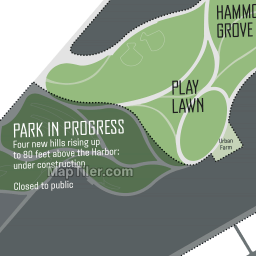 HAMMO
GROVE
PLAY
LAWN
PARK IN PROGRESS
Four new hills rising up
to 80 feet above the Harbor;
under construction
Closed to public
Urban
Farm
MapTiler.com